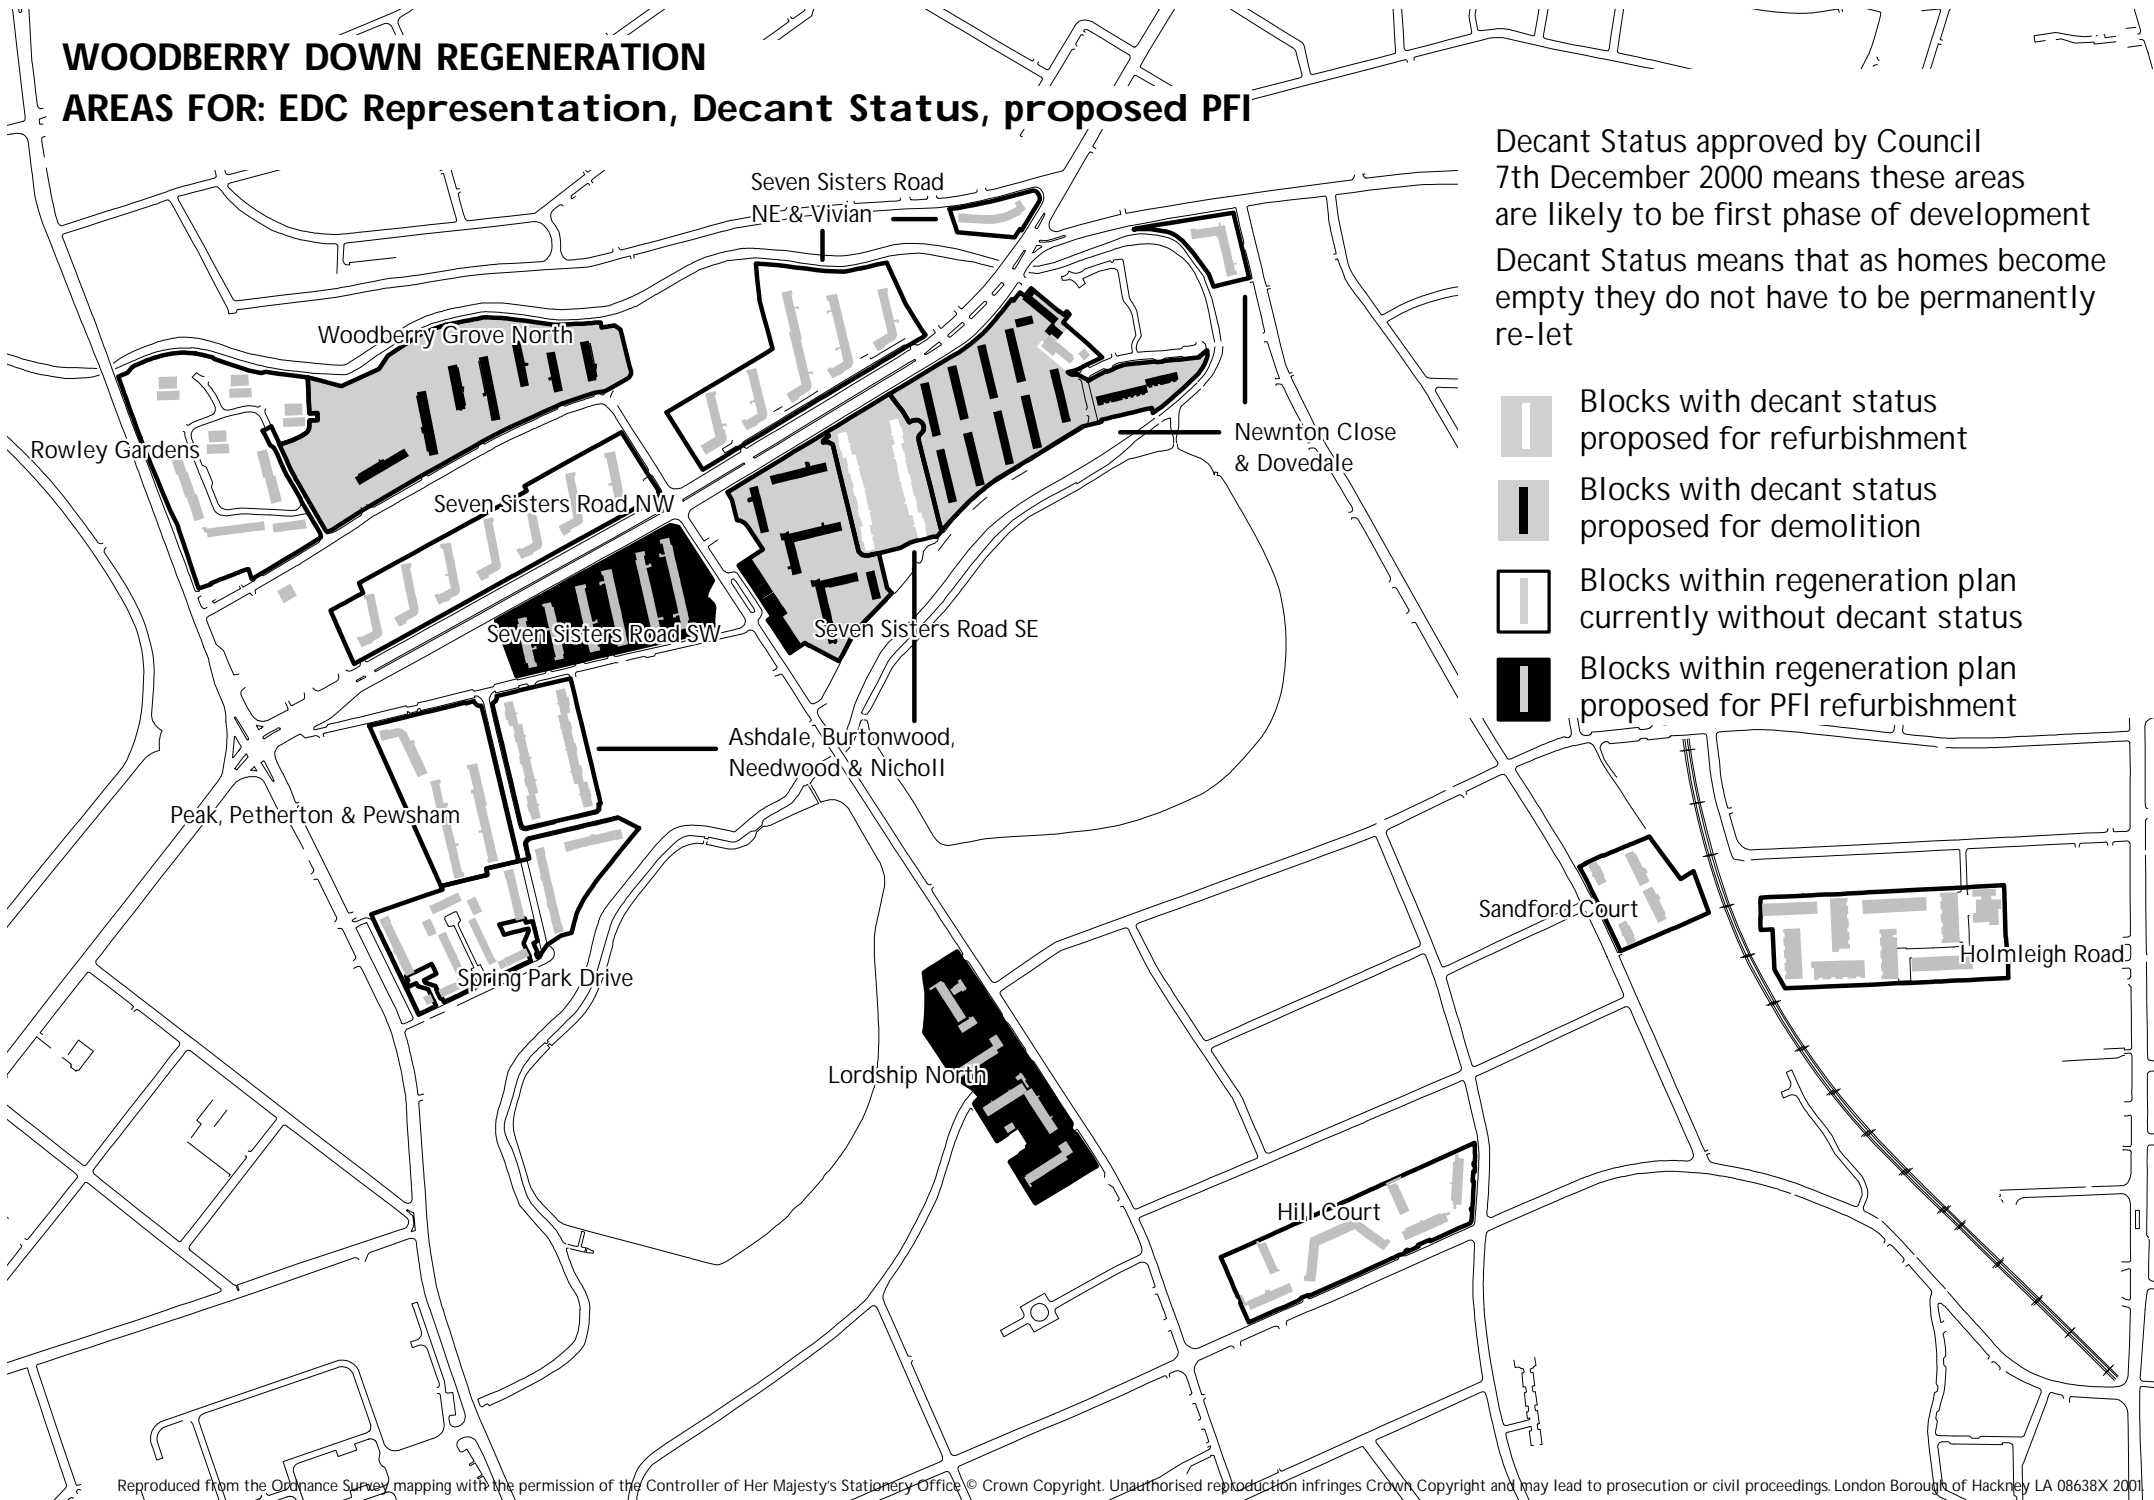 WOODBERRY DOWN REGENERATION
AREAS FOR: EDC Representation, Decant Status, proposed PFI
Decant Status approved by Council
7th December 2000 means these areas
are likely to be first phase of development
Decant Status means that as homes become
empty they do not have to be permanently
re-let
Blocks with decant status
proposed for refurbishment
Blocks with decant status
proposed for demolition
Blocks within regeneration plan
currently without decant status
Blocks within regeneration plan
proposed for PFI refurbishment
Seven Sisters Road
NE & Vivian
Woodberry Grove North
Rowley Gardens
Newnton Close
& Dovedale
Seven Sisters Road NW
Seven Sisters Road SW
Seven Sisters Road SE
Ashdale, Burtonwood,
Needwood & Nicholl
Peak, Petherton & Pewsham
Sandford Court
Holmleigh Road
Spring Park Drive
Lordship North
Hill Court
Reproduced from the Ordnance Survey mapping with the permission of the Controller of Her Majesty's Stationery Office © Crown Copyright. Unauthorised reproduction infringes Crown Copyright and may lead to prosecution or civil proceedings. London Borough of Hackney LA 08638X 2001